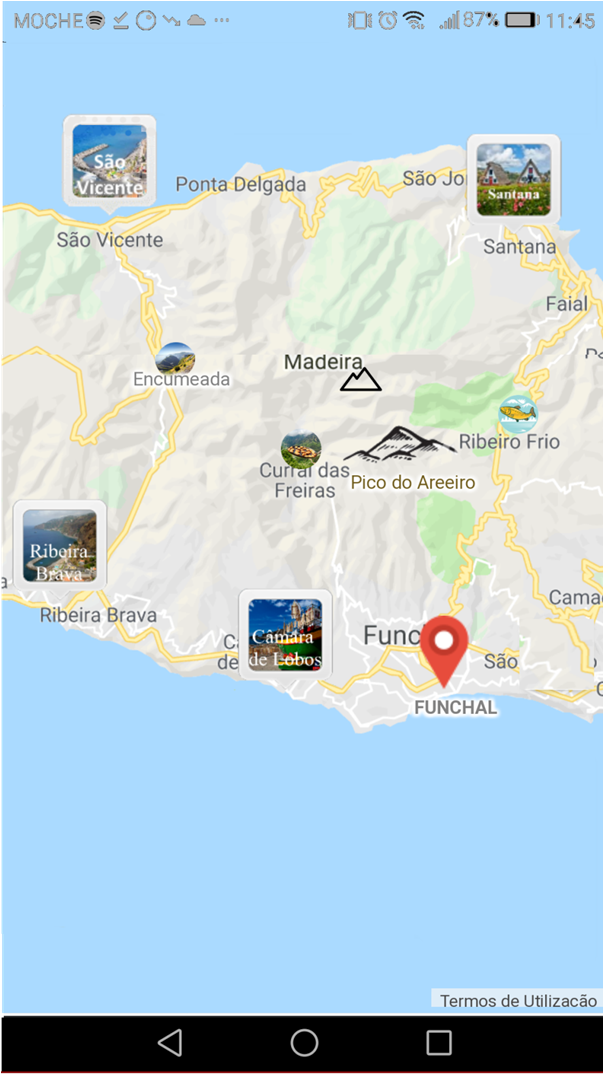 MOCHE 87% 11:45
São
Vicente
Ponta Delgada
São Jo
Santana
São Vicente
Santana
Faial
Madeira
Encumeada
Ribeiro Frio
Curral das
Freiras
Pico do Areeiro
Ribeira
Brava
a
Ribeira Brava
Câmara
de Lobos
C
de
Func
São
Cama
FUNCHAL
Termos de Utilização